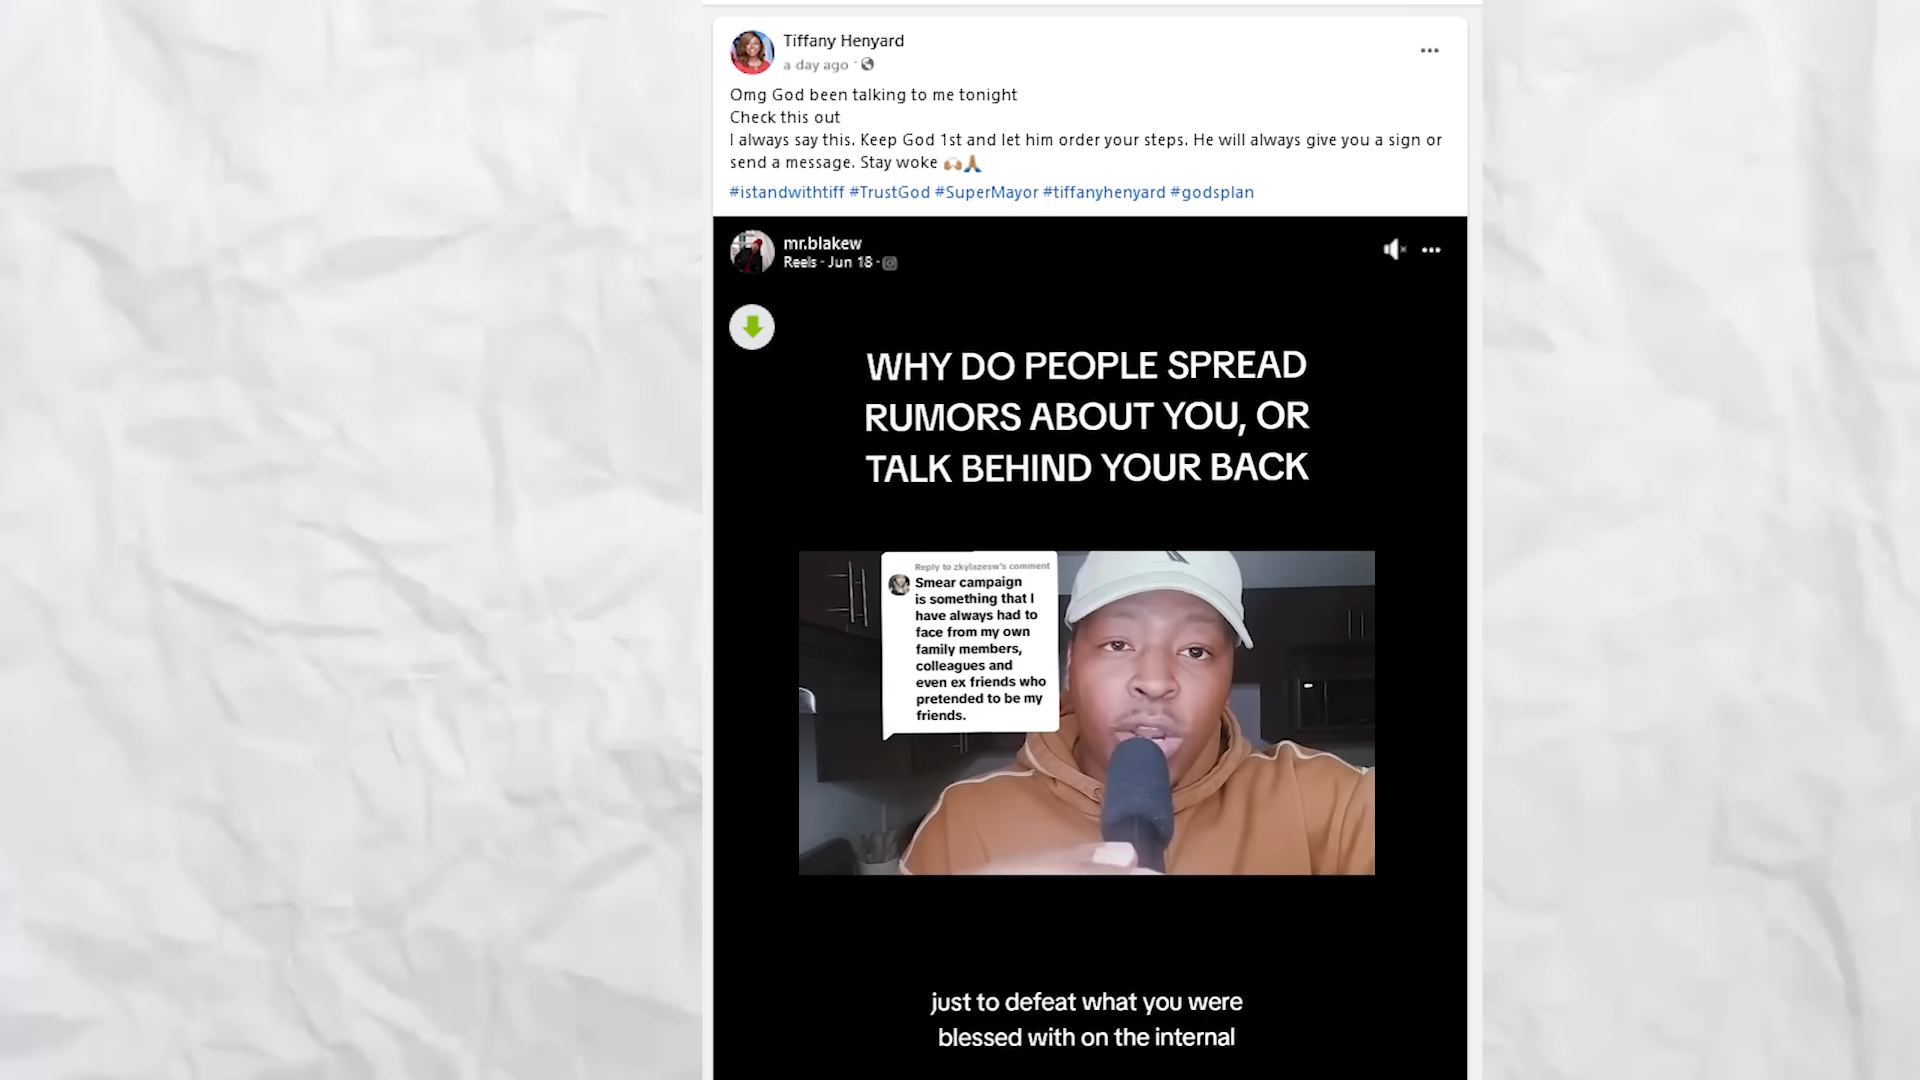 Tiffany Henyard
a day ago ·
Omg God been talking to me tonight
Check this out
I always say this. Keep God 1st and let him order your steps. He will always give you a sign or
send a message. Stay woke 🙌🏽🙏🏽
#istandwithtiff #TrustGod #SuperMayor #tiffanyhenyard #godsplan
mr.blakew
Reels · Jun 18 ·
WHY DO PEOPLE SPREAD
RUMORS ABOUT YOU, OR
TALK BEHIND YOUR BACK
Reply to zkylazesw's comment
Smear campaign
is something that I
have always had to
face from my own
family members,
colleagues and
even ex friends who
pretended to be my
friends.
just to defeat what you were
blessed with on the internal